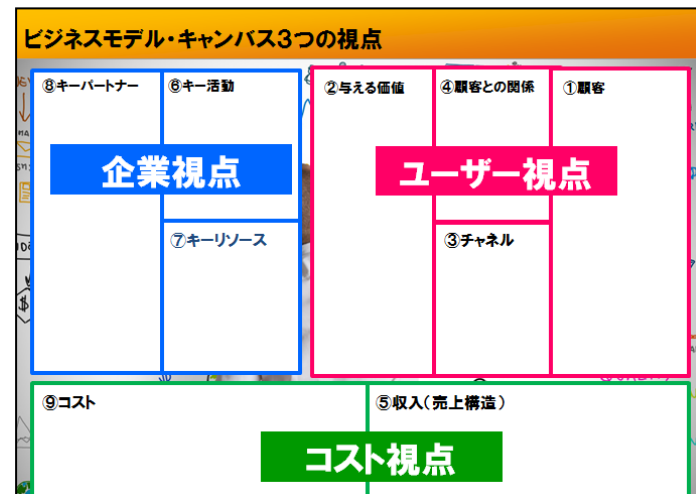 ビジネスモデル・キャンバス3つの視点
⑧キーパートナー
⑥キー活動
②与える価値
④顧客との関係
①顧客
企業視点
ユーザー視点
⑦キーリソース
③チャネル
⑨コスト
⑤収入(売上構造)
コスト視点